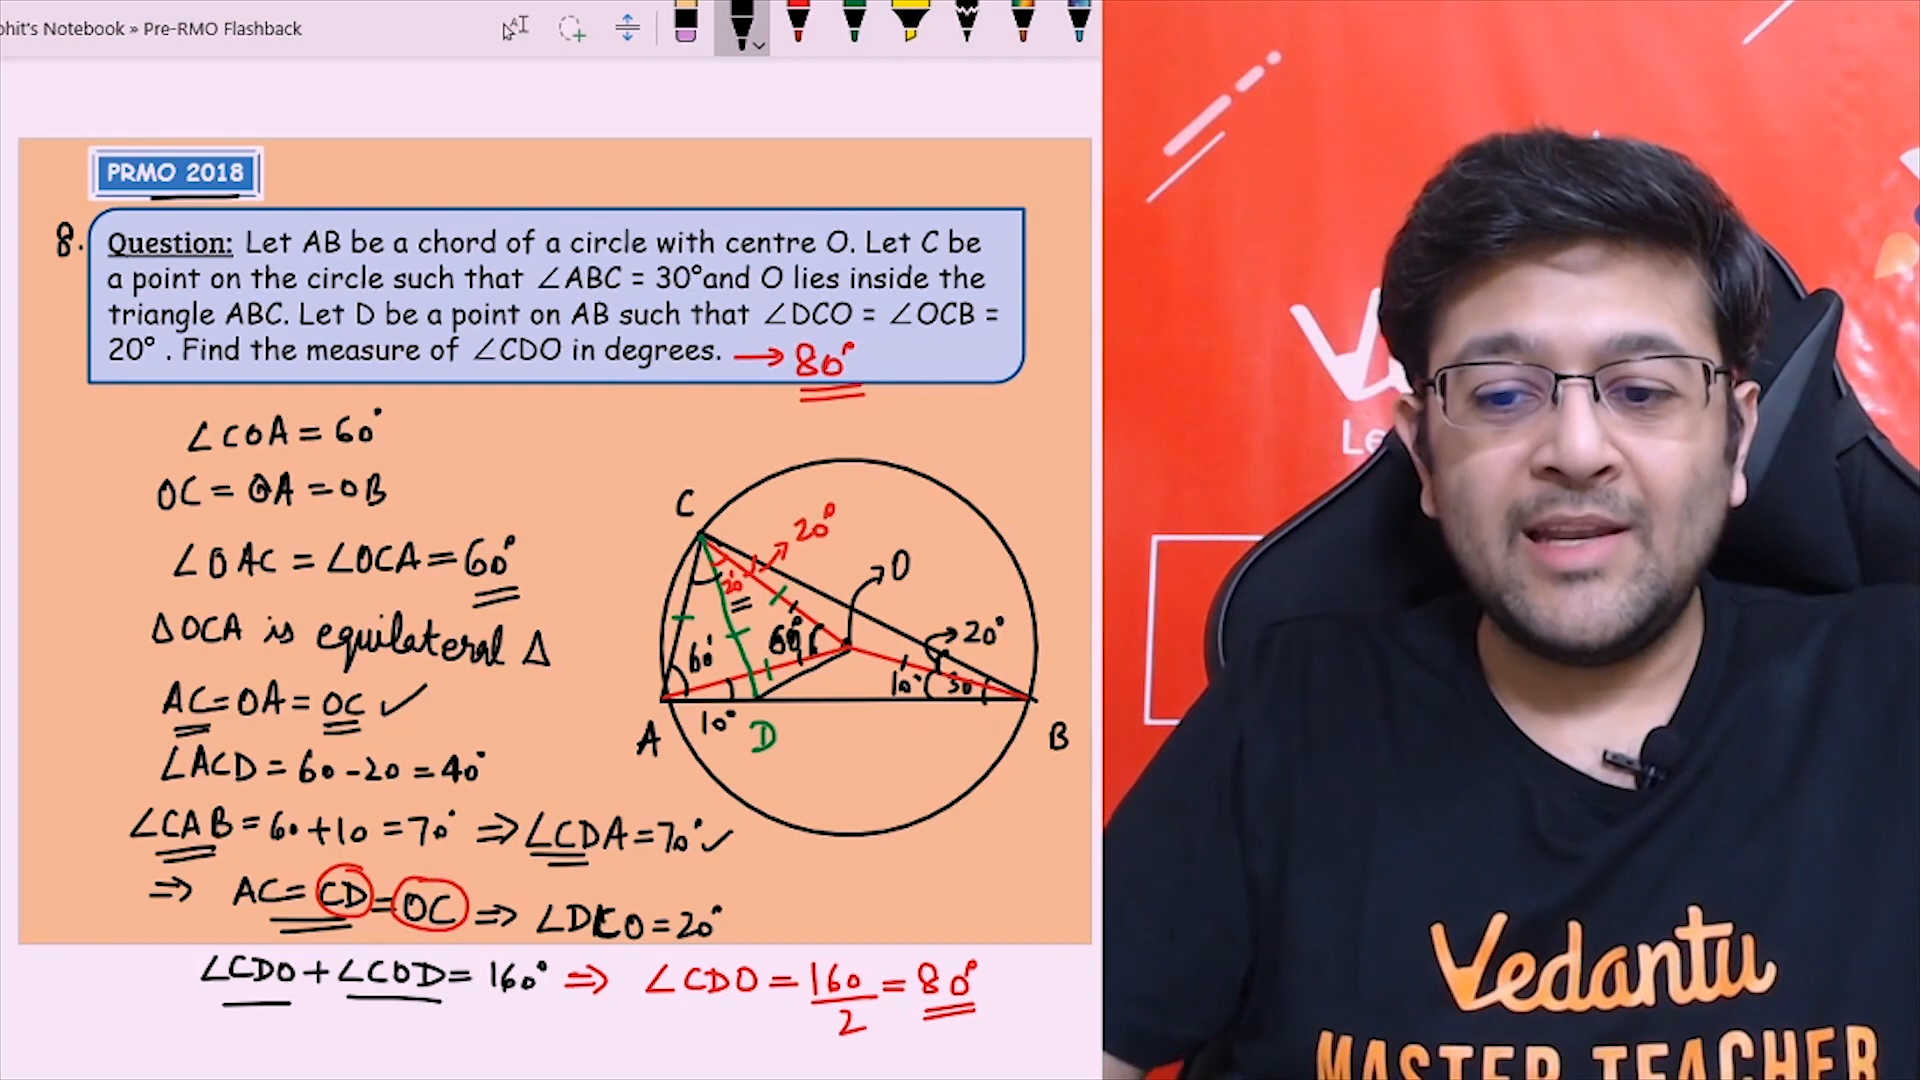 ohit's Notebook » Pre-RMO Flashback
PRMO 2018
8.
Question: Let AB be a chord of a circle with centre O. Let C be
a point on the circle such that ∠ABC = 30°and O lies inside the
triangle ABC. Let D be a point on AB such that ∠DCO = ∠OCB =
20° . Find the measure of ∠CDO in degrees. → 80°
∠COA = 60°
OC = OA = OB
∠OAC = ∠OCA = 60°
△OCA is equilateral △
AC = OA = OC ✓
∠ACD = 60 - 20 = 40°
∠CAB = 60 + 10 = 70° ⇒ ∠CDA = 70° ✓
⇒ AC = CD = OC ⇒ ∠DCO = 20°
∠CDO + ∠COD = 160° ⇒ ∠CDO = 160/2 = 80°
C
20°
O
20
60°
60°
20°
10°
30
A
10°
D
B
Le
Vedantu
MASTER TEACHER